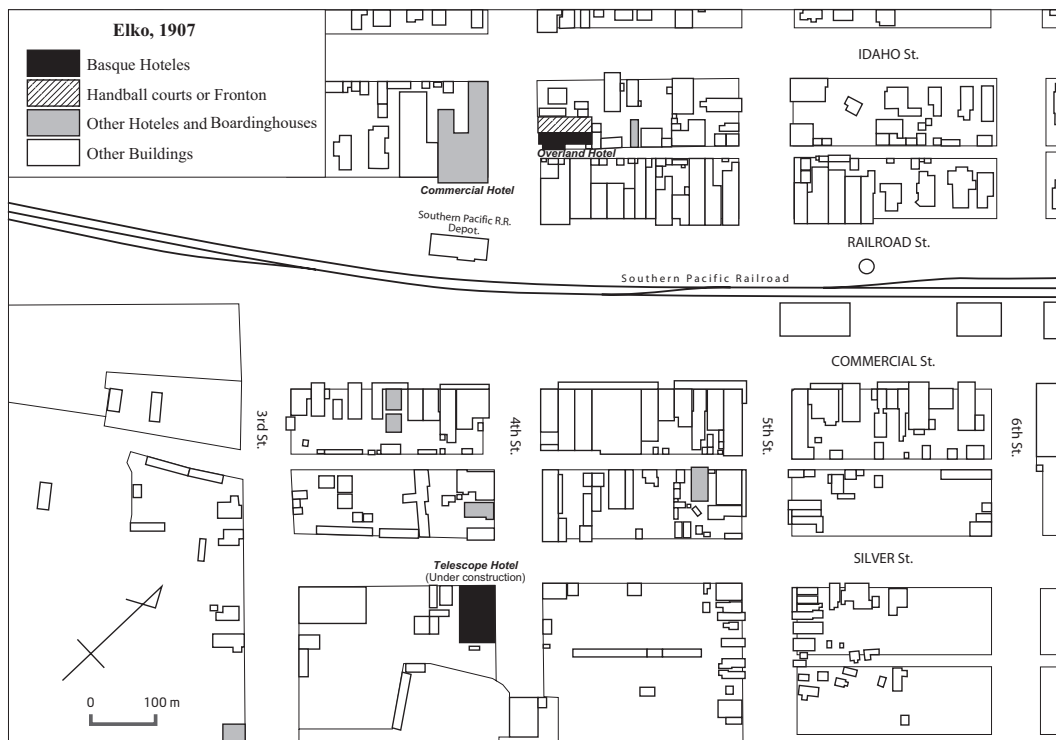 Elko, 1907
Basque Hoteles
Handball courts or Fronton
Other Hoteles and Boardinghouses
Other Buildings
IDAHO St.
Overland Hotel
Commercial Hotel
Southern Pacific R.R.
Depot.
RAILROAD St.
Southern Pacific Railroad
COMMERCIAL St.
3rd St.
4th St.
5th St.
6th St.
SILVER St.
Telescope Hotel
(Under construction)
0 100 m